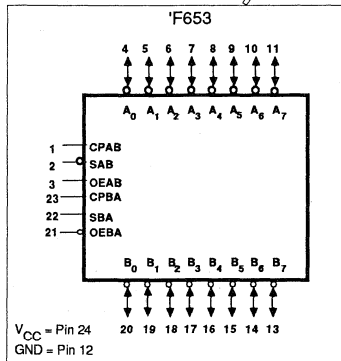 'F653
4 5 6 7 8 9 10 11
A0 A1 A2 A3 A4 A5 A6 A7
1 CPAB
2 SAB
3 OEAB
23 CPBA
22 SBA
21 OEBA
B0 B1 B2 B3 B4 B5 B6 B7
20 19 18 17 16 15 14 13
VCC = Pin 24
GND = Pin 12